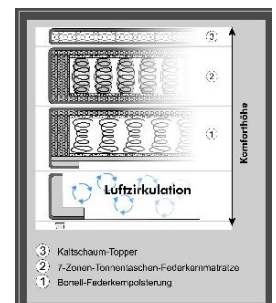 3
2
1
Komforthöhe
Luftzirkulation
3 Kaltschaum-Topper
2 7-Zonen-Tonnentaschen-Federkernmatratze
1 Bonell-Federkernpolsterung